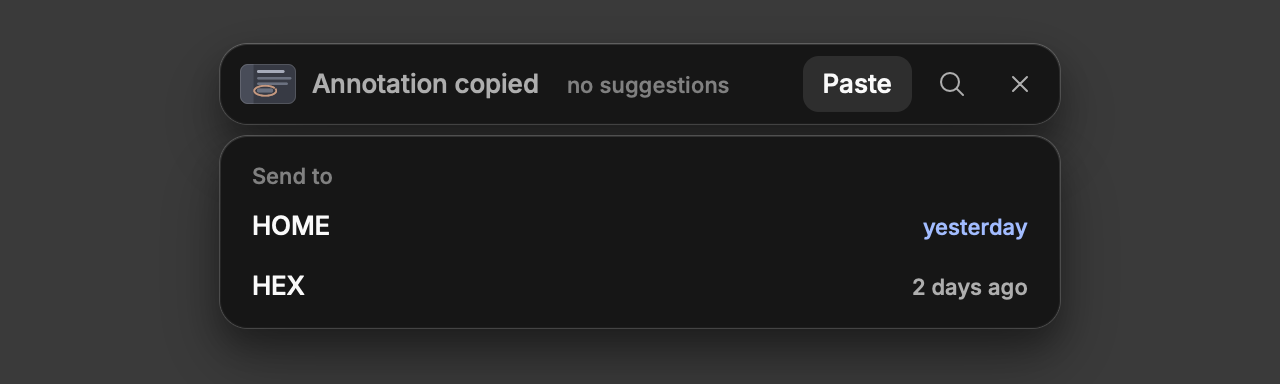 Annotation copied no suggestions Paste
Send to
HOME yesterday
HEX 2 days ago